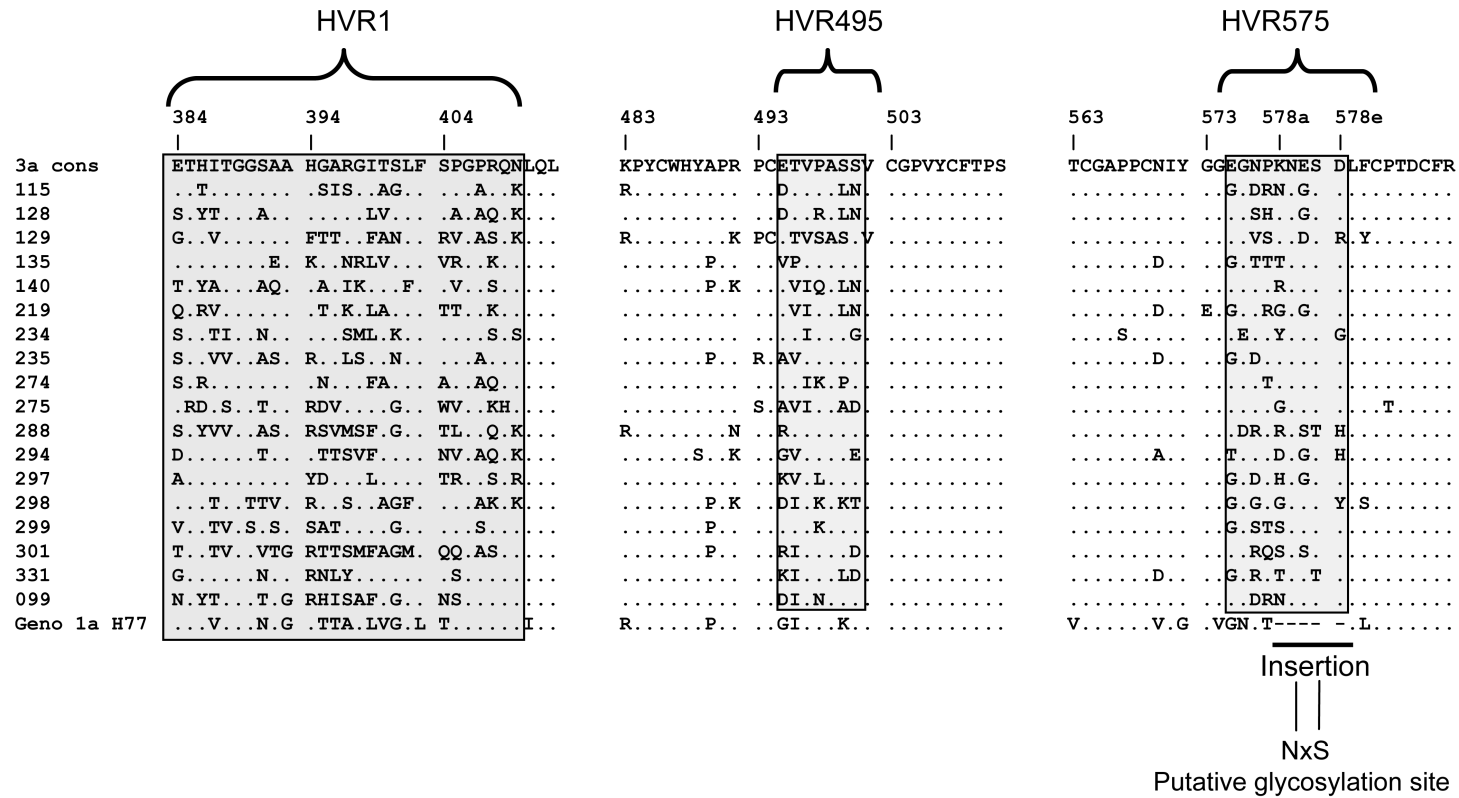 HVR1 HVR495 HVR575
384 394 404 483 493 503 563 573 578a 578e
3a cons ETHITGGSAA HGARGITSLF SPGPRQNLQL KPYCWHYAPR PCETVPASSV CGPVYCFTPS TCGAPPCNIY GGEGNPKNES DLFCPTDCFR
115 ..T....... .SIS..AG.. ...A..K... R......... ..D....LN. .......... .......... ..G.DRN.G. ..........
128 S.YT...A.. .....LV... .A.AQ.K... .......... ..D..R.LN. .......... .......... ....SH..G. ..........
129 G..V...... FTT..FAN.. RV.AS.K... R........K PC.TVSAS.V .......... .......... ....VS..D. R.Y.......
135 ........E. K..NRLV... VR..K..... .......P.. ..VP...... .......... .......D.. ..G.TTT... ..........
140 T.YA...AQ. .A.IK...F. .V..S..... .......P.K ...VIQ.LN. .......... .......... ......R... ..........
219 Q.RV...... .T.K.LA... TT..K..... .......... ...VI..LN. .......... .......D.. E.G..RG.G. ..........
234 S..TI..N.. ...SML.K.. ....S.S... .......... ....I...G. .......... ....S..... ...E..Y... G.........
235 S..VV..AS. R..LS..N.. ...A...... .......P.. R.AV...... .......... .......D.. ..G.D..... ..........
274 S.R....... .N...FA... A..AQ..... .......... ....IK.P.. .......... .......... .....T.... ..........
275 .RD.S..T.. RDV....G.. WV..KH.... .......... S.AVI..AD. .......... .......... ......G... ....T.....
288 S.YVV..AS. RSVMSF.G.. TL..Q.K... R........N ..R....... .......... .......... ...DR.R.ST H.........
294 D......T.. .TTSVF.... NV.AQ.K... ......S..K ..GV....E. .......... .......A.. ..T...D.G. H.........
297 A......... YD...L.... TR..S.R... .......... ..KV.L.... .......... .......... ..G.D.H.G. ..........
298 ...T..TTV. R..S..AGF. ...AK.K... .......P.K ..DI.K.KT. .......... .......... ..G.G.G... Y.S.......
299 V..TV.S.S. SAT....G.. ...S...... .......P.. .....K.... .......... .......... ..G.STS... ..........
301 T..TV..VTG RTTSMFAGM. QQ.AS..... .......P.. ..RI....D. .......... .......... ....RQS.S. ..........
331 G......N.. RNLY...... .S........ .......... ..KI...LD. .......... .......D.. ..G.R.T..T ..........
099 N.YT...T.G RHISAF.G.. NS........ .......... ..DI.N.... .......... .......... ....DRN... ..........
Geno 1a H77 ...V...N.G .TTA.LVG.L T......I.. R......P.. ..GI...K.. .......... V......V.G .VGN.T---- -.L.......
Insertion
NxS
Putative glycosylation site